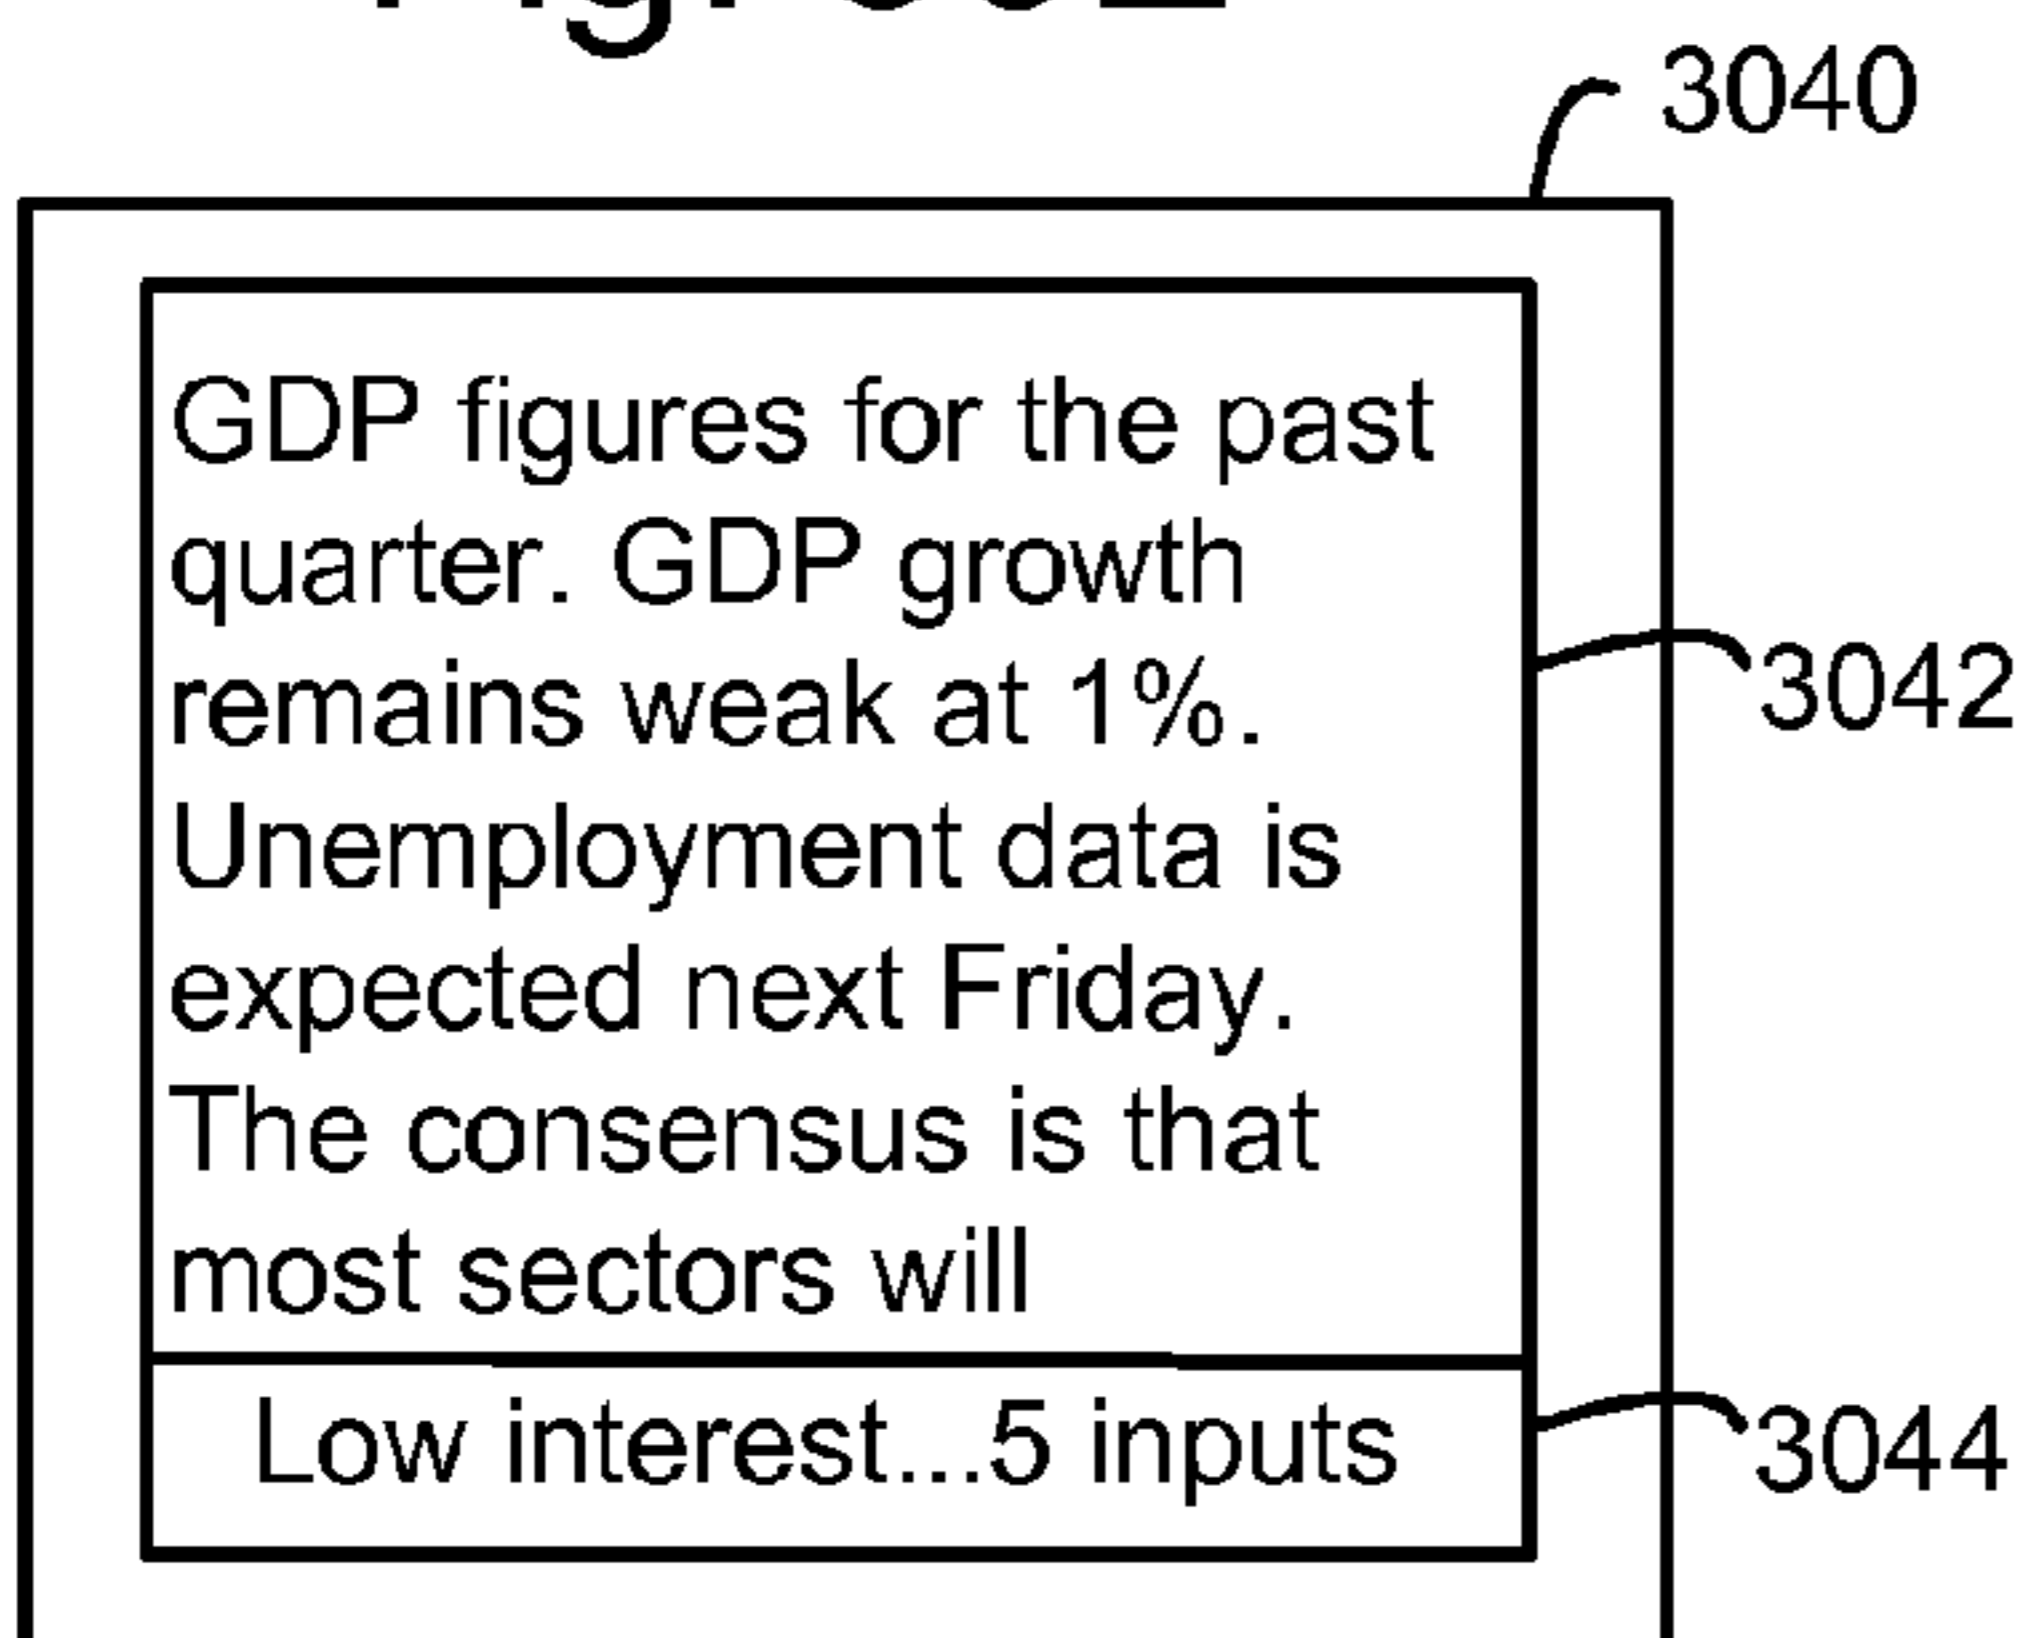 3040
GDP figures for the past
quarter. GDP growth
remains weak at 1%.
3042
Unemployment data is
expected next Friday.
The consensus is that
most sectors will
Low interest...5 inputs
3044